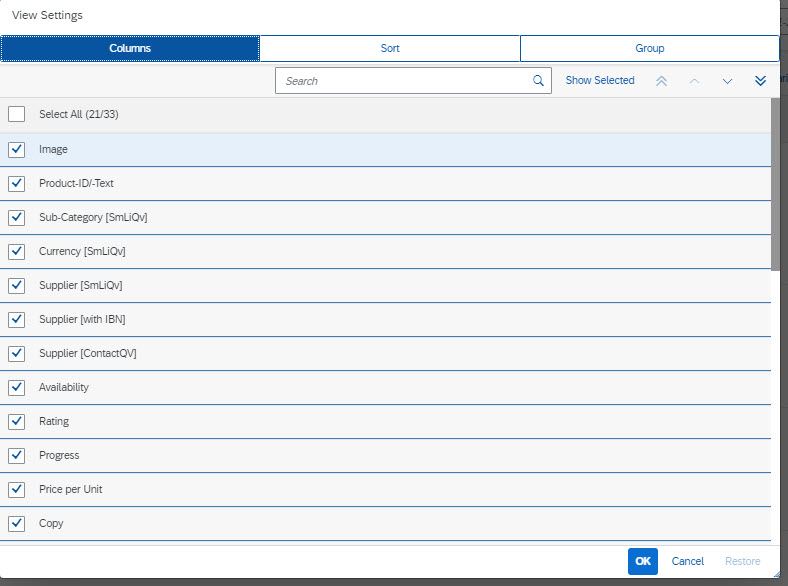 View Settings
Columns
Sort
Group
Search
Show Selected
Select All (21/33)
Image
Product-ID/-Text
Sub-Category [SmLiQv]
Currency [SmLiQv]
Supplier [SmLiQv]
Supplier [with IBN]
Supplier [ContactQV]
Availability
Rating
Progress
Price per Unit
Copy
OK
Cancel
Restore